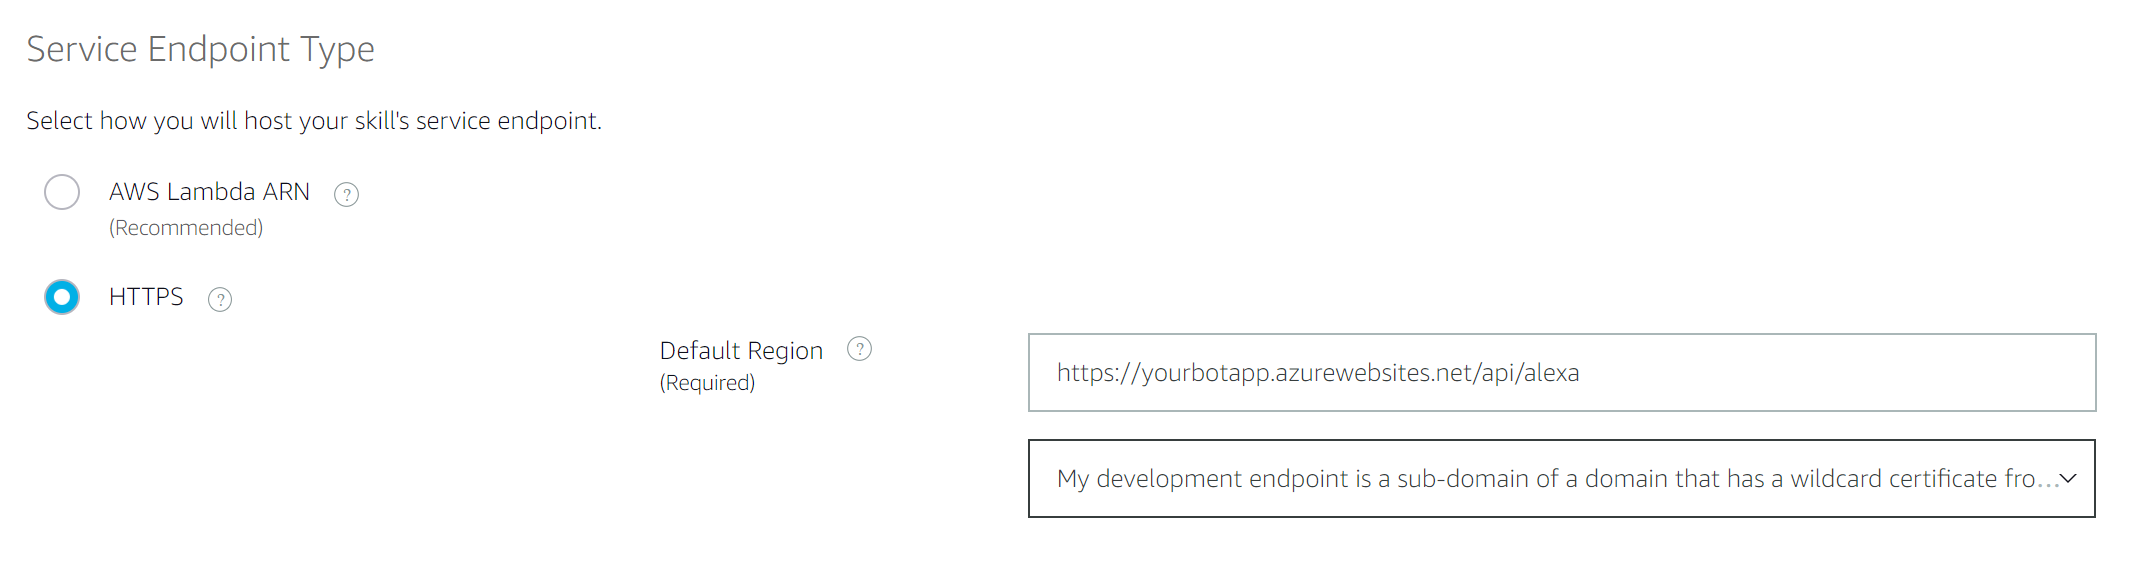 Service Endpoint Type
Select how you will host your skill's service endpoint.
AWS Lambda ARN ?
(Recommended)
HTTPS ?
Default Region ?
(Required)
https://yourbotapp.azurewebsites.net/api/alexa
My development endpoint is a sub-domain of a domain that has a wildcard certificate fro...